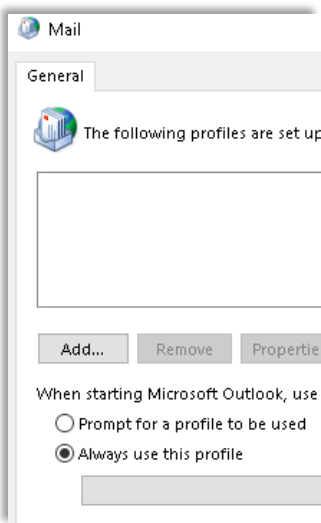 Mail
General
The following profiles are set up
Add... Remove Propertie
When starting Microsoft Outlook, use
Prompt for a profile to be used
Always use this profile